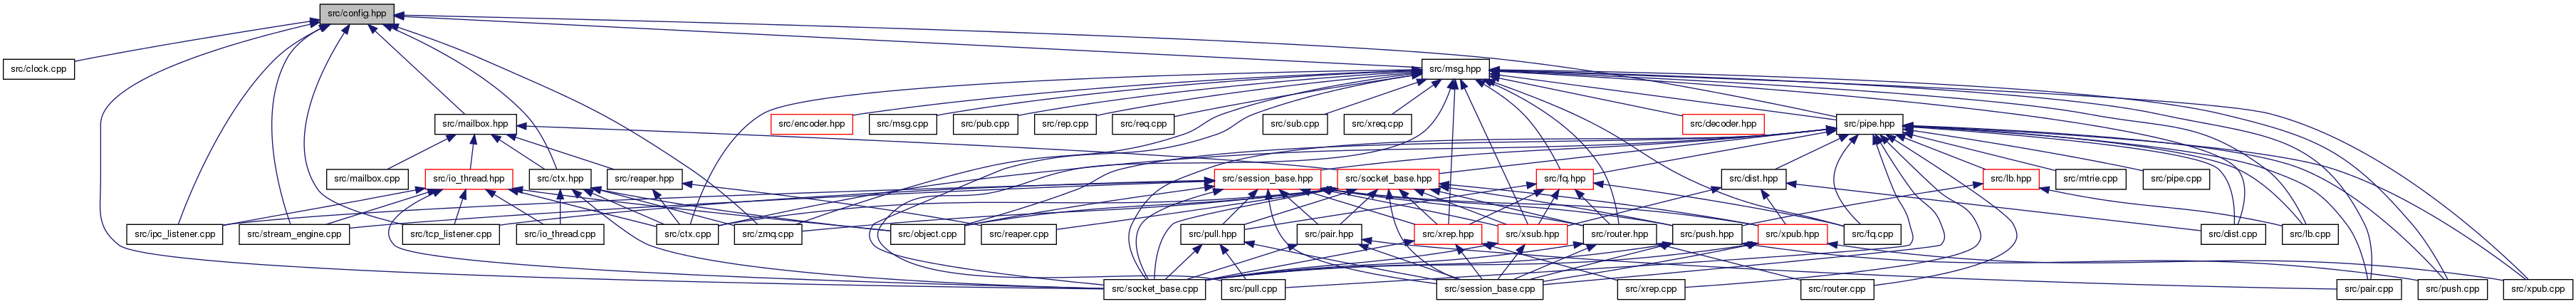 src/config.hpp
src/clock.cpp
src/msg.hpp
src/mailbox.hpp
src/encoder.hpp
src/msg.cpp
src/pub.cpp
src/rep.cpp
src/req.cpp
src/sub.cpp
src/xreq.cpp
src/decoder.hpp
src/pipe.hpp
src/mailbox.cpp
src/io_thread.hpp
src/ctx.hpp
src/reaper.hpp
src/session_base.hpp
src/socket_base.hpp
src/fq.hpp
src/dist.hpp
src/lb.hpp
src/mtrie.cpp
src/pipe.cpp
src/ipc_listener.cpp
src/stream_engine.cpp
src/tcp_listener.cpp
src/io_thread.cpp
src/ctx.cpp
src/zmq.cpp
src/object.cpp
src/reaper.cpp
src/pull.hpp
src/pair.hpp
src/xrep.hpp
src/xsub.hpp
src/router.hpp
src/push.hpp
src/xpub.hpp
src/fq.cpp
src/dist.cpp
src/lb.cpp
src/socket_base.cpp
src/pull.cpp
src/session_base.cpp
src/xrep.cpp
src/router.cpp
src/pair.cpp
src/push.cpp
src/xpub.cpp